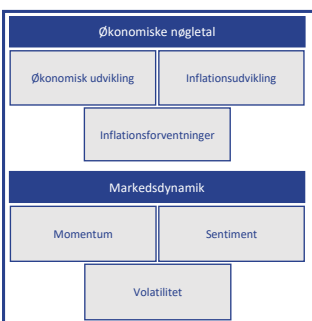 Økonomiske nøgletal
Økonomisk udvikling
Inflationsudvikling
Inflationsforventninger
Markedsdynamik
Momentum
Sentiment
Volatilitet